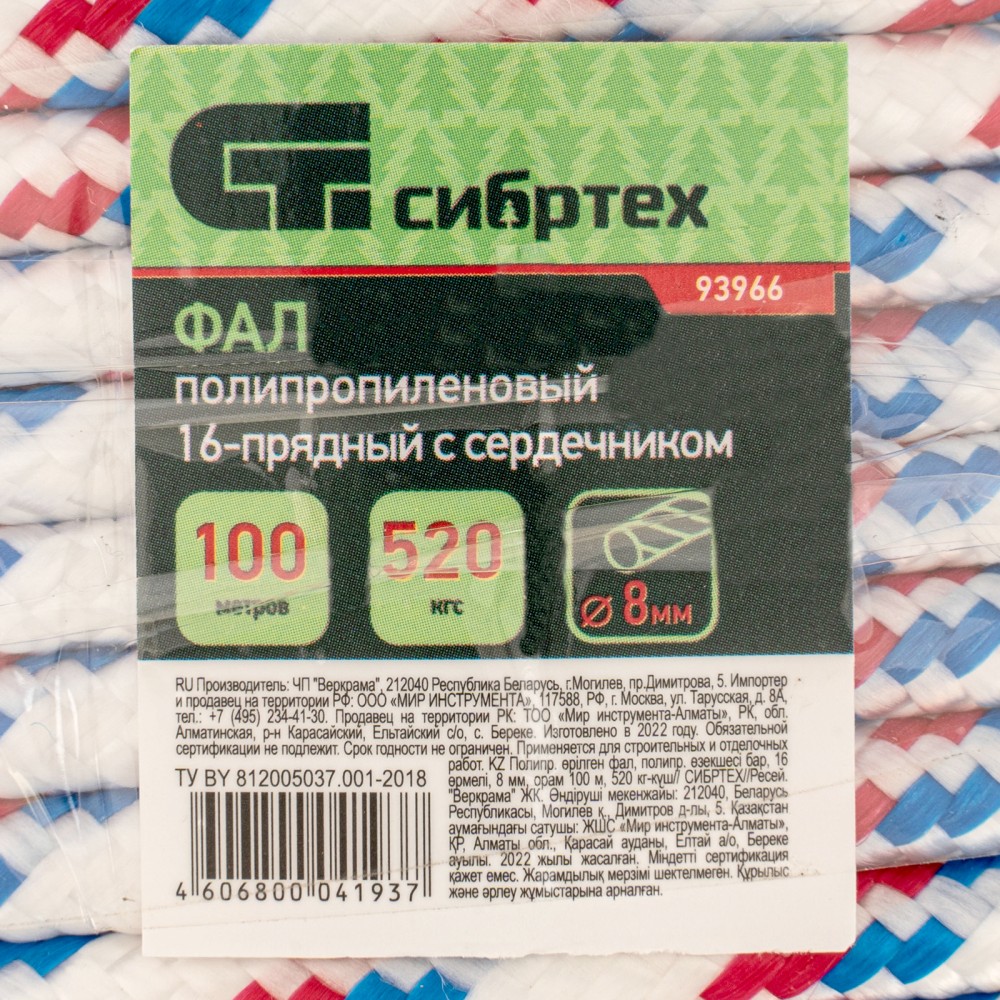 СТ сибртех
93966
ФАЛ
полипропиленовый
16-прядный с сердечником
100
метров
520
кгс
Ø 8мм
RU Производитель: ЧП "Веркрама", 212040 Республика Беларусь, г.Могилев, пр.Димитрова, 5. Импортер
и продавец на территории РФ: ООО «МИР ИНСТРУМЕНТА», 117588, РФ, г. Москва, ул. Тарусская, д. 8А,
тел.: +7 (495) 234-41-30. Продавец на территории РК: ТОО «Мир инструмента-Алматы», РК, обл.
Алматинская, р-н Карасайский, Ельтайский с/о, с. Береке. Изготовлено в 2022 году. Обязательной
сертификации не подлежит. Срок годности не ограничен. Применяется для строительных и отделочных
работ. KZ Полипр. өрілген фал, полипр. өзекшесі бар, 16
өрмелі, 8 мм, орам 100 м, 520 кг-күш// СИБРТЕХ//Ресей.
"Веркрама" ЖК. Өндіруші мекенжайы: 212040, Беларусь
Республикасы, Могилев қ., Димитров д-лы, 5. Қазақстан
аумағындағы сатушы: ЖШС «Мир инструмента-Алматы»,
ҚР, Алматы обл., Қарасай ауданы, Елтай а/о, Береке
ауылы. 2022 жылы жасалған. Міндетті сертификация
қажет емес. Жарамдылық мерзімі шектелмеген. Құрылыс
және әрлеу жұмыстарына арналған.
ТУ BY 812005037.001-2018
4 606800 041937